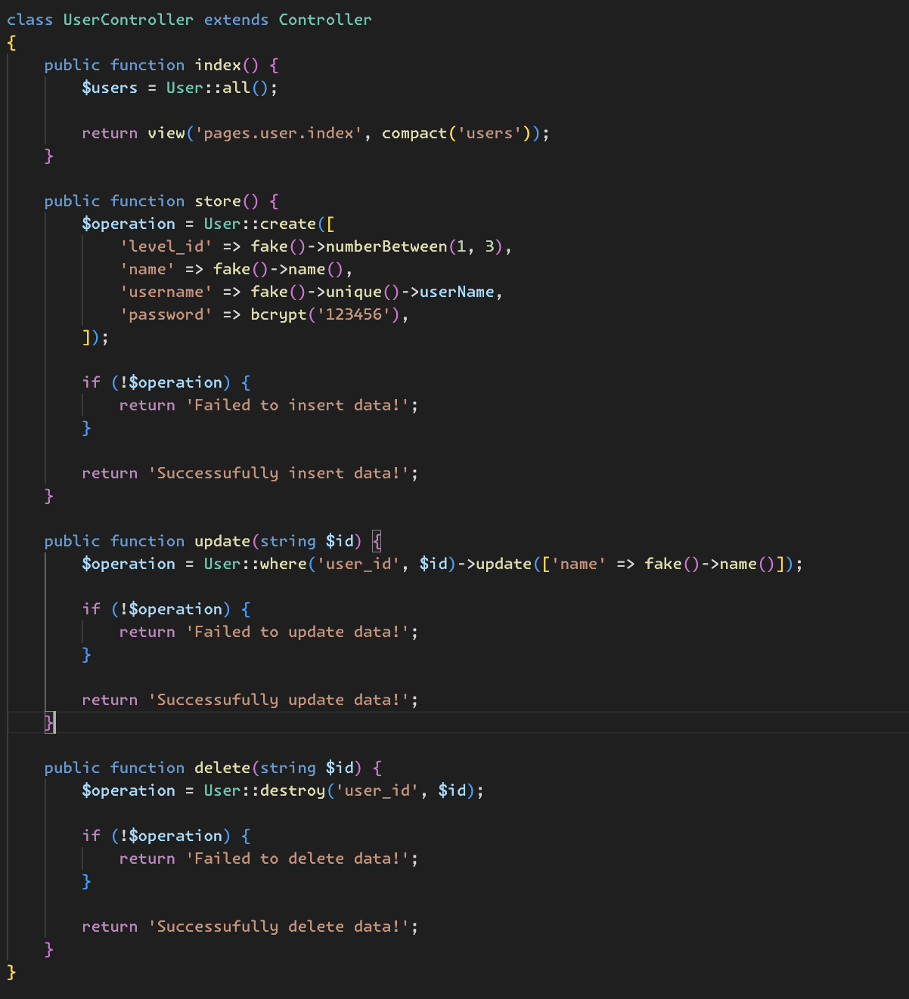 class UserController extends Controller
{
    public function index() {
        $users = User::all();

        return view('pages.user.index', compact('users'));
    }

    public function store() {
        $operation = User::create([
            'level_id' => fake()->numberBetween(1, 3),
            'name' => fake()->name(),
            'username' => fake()->unique()->userName,
            'password' => bcrypt('123456'),
        ]);

        if (!$operation) {
            return 'Failed to insert data!';
        }

        return 'Successufully insert data!';
    }

    public function update(string $id) {
        $operation = User::where('user_id', $id)->update(['name' => fake()->name()]);

        if (!$operation) {
            return 'Failed to update data!';
        }

        return 'Successufully update data!';
    }

    public function delete(string $id) {
        $operation = User::destroy('user_id', $id);

        if (!$operation) {
            return 'Failed to delete data!';
        }

        return 'Successufully delete data!';
    }
}